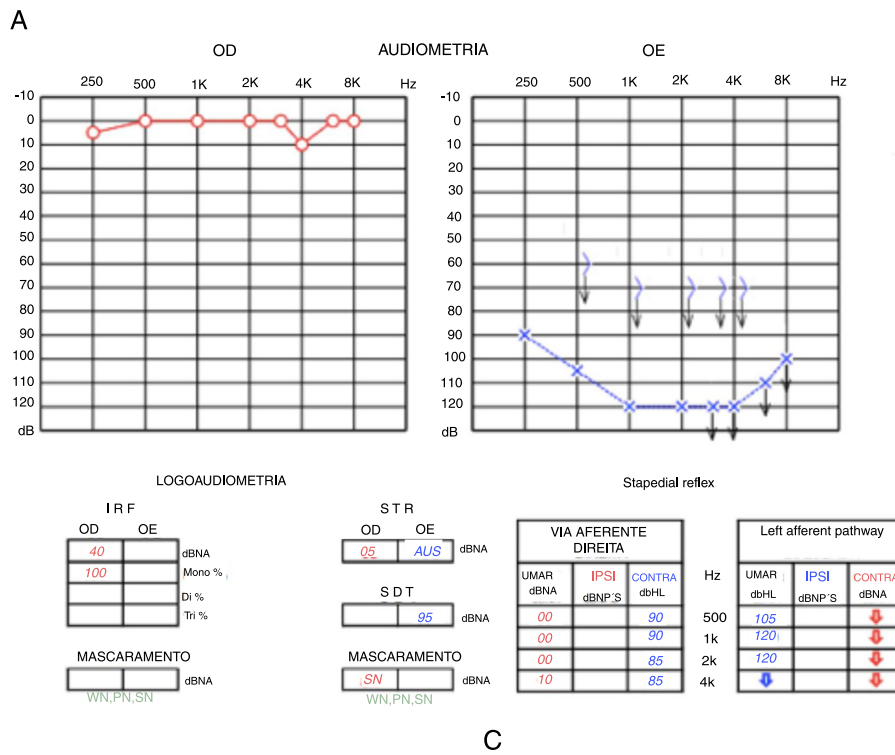 A
OD AUDIOMETRIA OE
250 500 1K 2K 4K 8K Hz
250 500 1K 2K 4K 8K Hz
-10 -10
0 0
10 10
20 20
30 30
40 40
50 50
60 60
70 70
80 80
90 90
100 100
110 110
120 120
dB dB
LOGOAUDIOMETRIA
I R F
OD OE
40 dBNA
100 Mono %
Di %
Tri %
MASCARAMENTO
dBNA
WN,PN,SN
S T R
OD OE
05 AUS dBNA
S D T
95 dBNA
MASCARAMENTO
SN dBNA
WN,PN,SN
Stapedial reflex
VIA AFERENTE
DIREITA
UMAR IPSI CONTRA
dBNA dBNP´S dbHL
00 90
00 90
00 85
10 85
Hz
500
1k
2k
4k
Left afferent pathway
UMAR IPSI CONTRA
dbHL dBNP´S dBNA
105
120
120
C